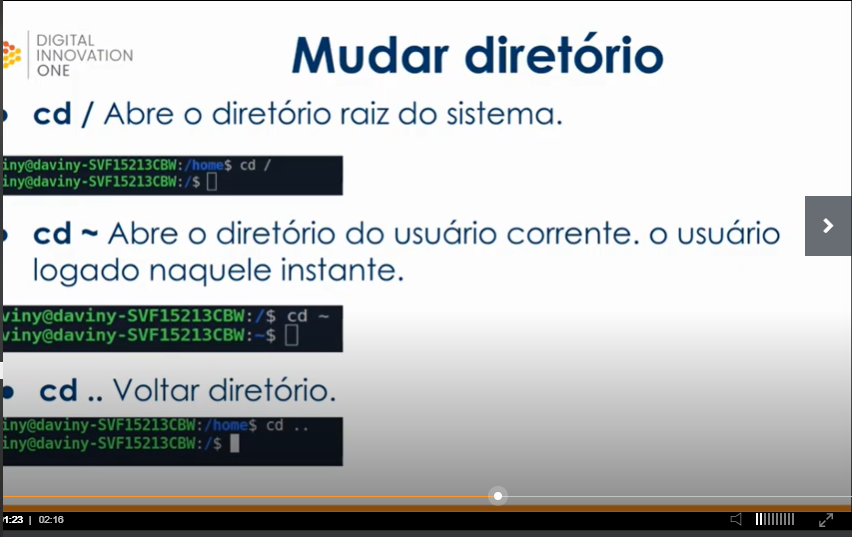 DIGITAL
INNOVATION
ONE
Mudar diretório
cd / Abre o diretório raiz do sistema.
iny@daviny-SVF15213CBW:/home$ cd /
iny@daviny-SVF15213CBW:/$
cd ~ Abre o diretório do usuário corrente. o usuário
logado naquele instante.
viny@daviny-SVF15213CBW:/$ cd ~
viny@daviny-SVF15213CBW:~$
cd .. Voltar diretório.
iny@daviny-SVF15213CBW:/home$ cd ..
iny@daviny-SVF15213CBW:/$
1:23 | 02:16